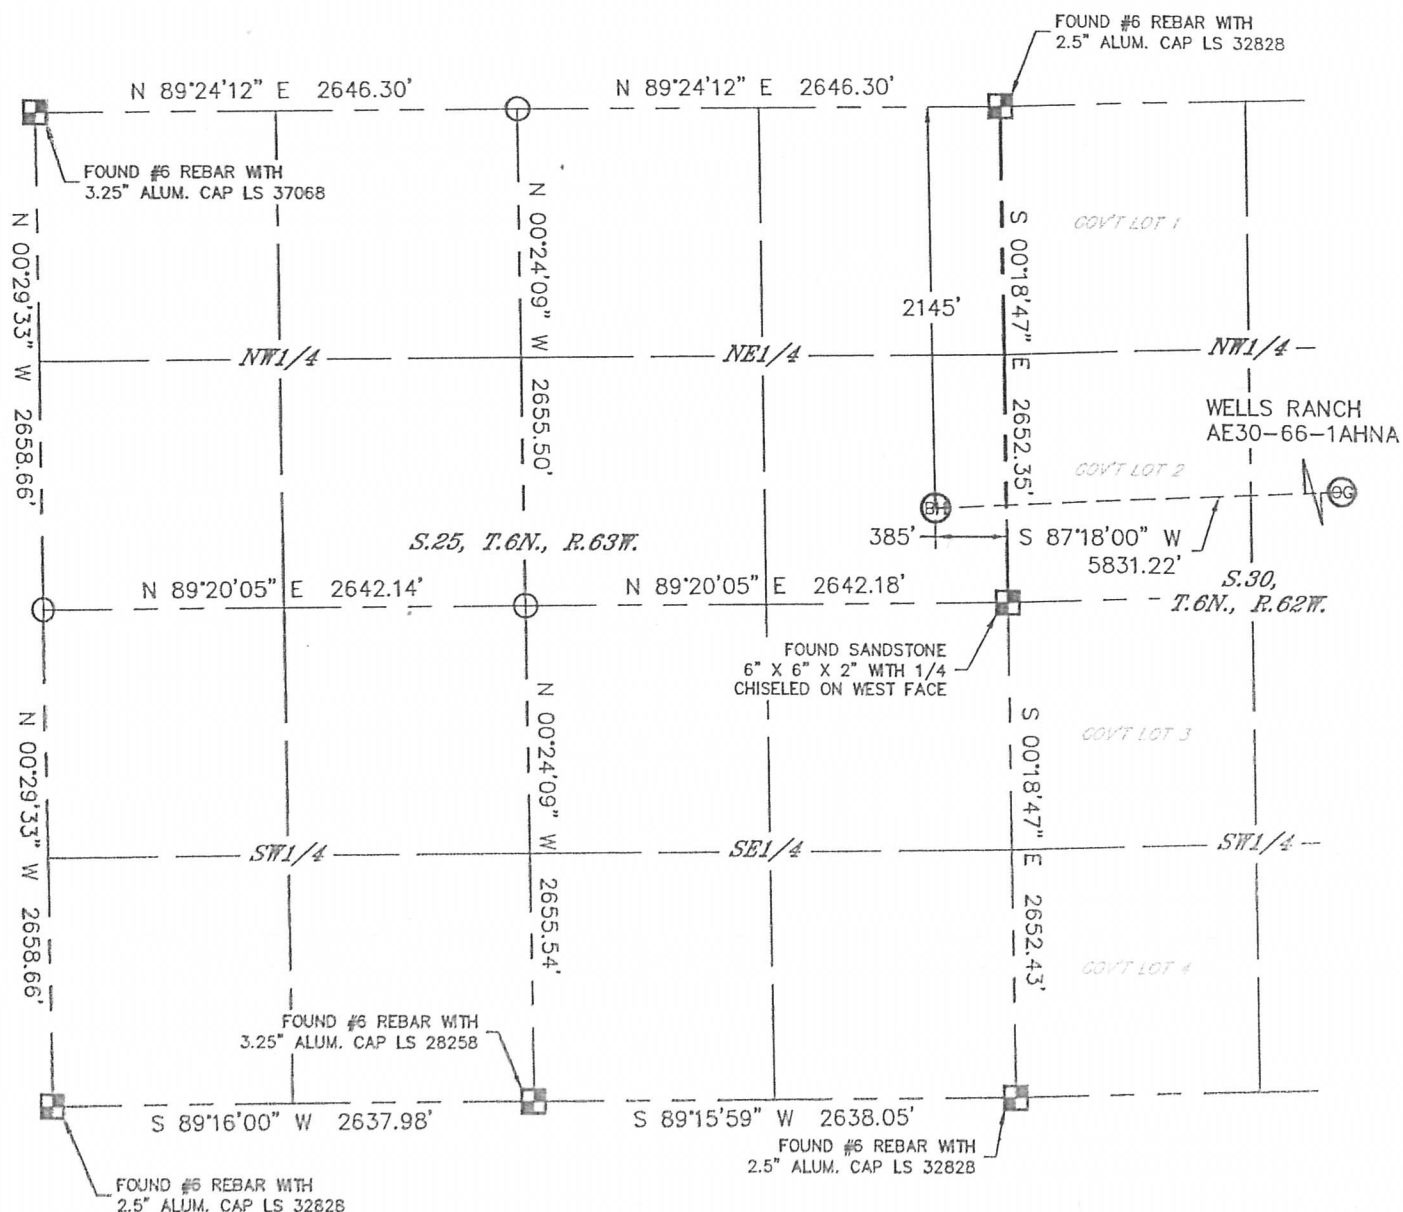 FOUND #6 REBAR WITH
2.5" ALUM. CAP LS 32828
N 89°24'12" E 2646.30'
N 89°24'12" E 2646.30'
FOUND #6 REBAR WITH
3.25" ALUM. CAP LS 37068
N 00°29'33" W 2658.66'
N 00°24'09" W 2655.50'
S 00°18'47" E 2652.35'
GOV'T LOT 1
2145'
NW1/4
NE1/4
NW1/4
WELLS RANCH
AE30-66-1AHNA
GOV'T LOT 2
BH
OG
385'
S 87°18'00" W
5831.22'
S.25, T.6N., R.63W.
S.30,
T.6N., R.62W.
N 89°20'05" E 2642.14'
N 89°20'05" E 2642.18'
FOUND SANDSTONE
6" X 6" X 2" WITH 1/4
CHISELED ON WEST FACE
N 00°29'33" W 2658.66'
N 00°24'09" W 2655.54'
S 00°18'47" E 2652.43'
GOV'T LOT 3
SW1/4
SE1/4
SW1/4
GOV'T LOT 4
FOUND #6 REBAR WITH
3.25" ALUM. CAP LS 28258
S 89°16'00" W 2637.98'
S 89°15'59" W 2638.05'
FOUND #6 REBAR WITH
2.5" ALUM. CAP LS 32828
FOUND #6 REBAR WITH
2.5" ALUM. CAP LS 32828